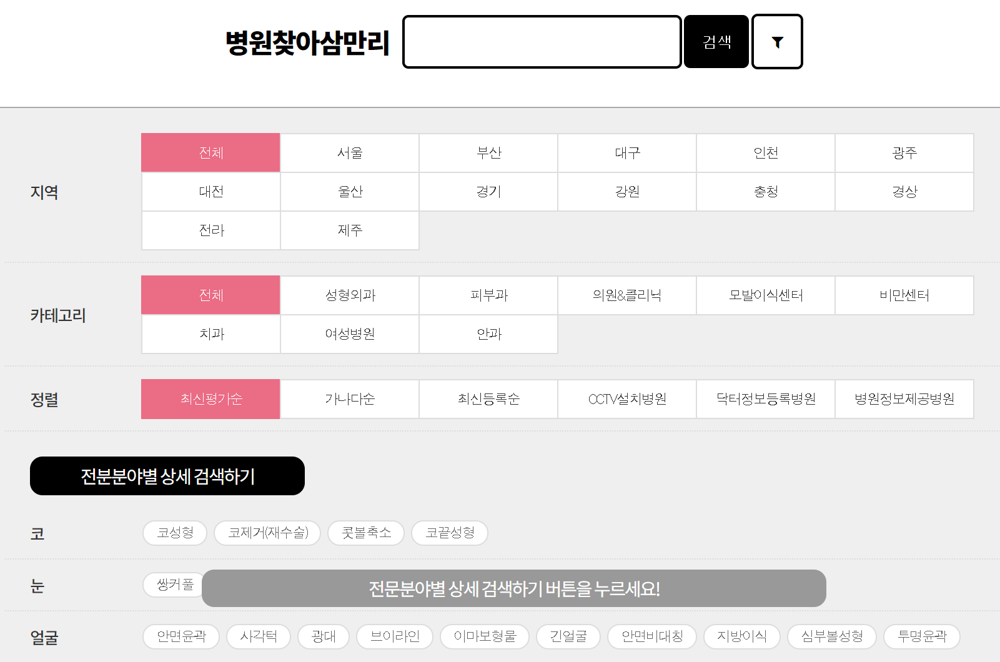 병원찾아삼만리 검색
전체 서울 부산 대구 인천 광주
지역 대전 울산 경기 강원 충청 경상
전라 제주
전체 성형외과 피부과 의원&클리닉 모발이식센터 비만센터
카테고리
치과 여성병원 안과
정렬 최신평가순 가나다순 최신등록순 CCTV설치병원 닥터정보등록병원 병원정보제공병원
전분분야별 상세 검색하기
코 코성형 코제거(재수술) 콧볼축소 코끝성형
눈 쌍커풀 전문분야별 상세 검색하기 버튼을 누르세요!
얼굴 안면윤곽 사각턱 광대 브이라인 이마보형물 긴얼굴 안면비대칭 지방이식 심부볼성형 투명윤곽